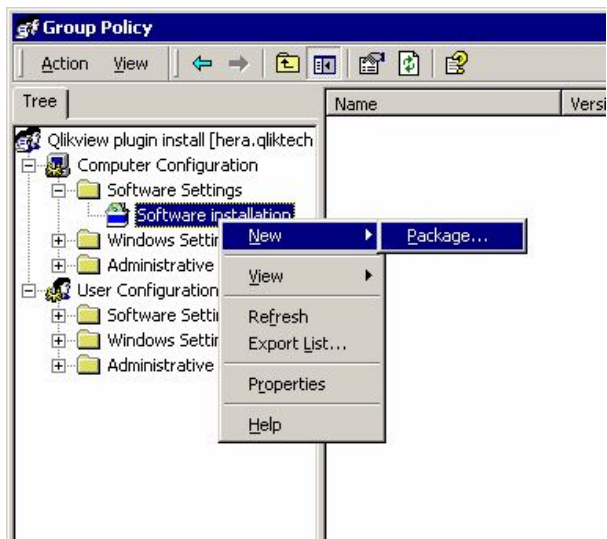 Group Policy
Action View
Tree
Name Versi
Qlikview plugin install [hera.qliktech
Computer Configuration
Software Settings
Software installation
Windows Settin
Administrative
User Configuration
Software Settin
Windows Settin
Administrative
New
Package...
View
Refresh
Export List...
Properties
Help